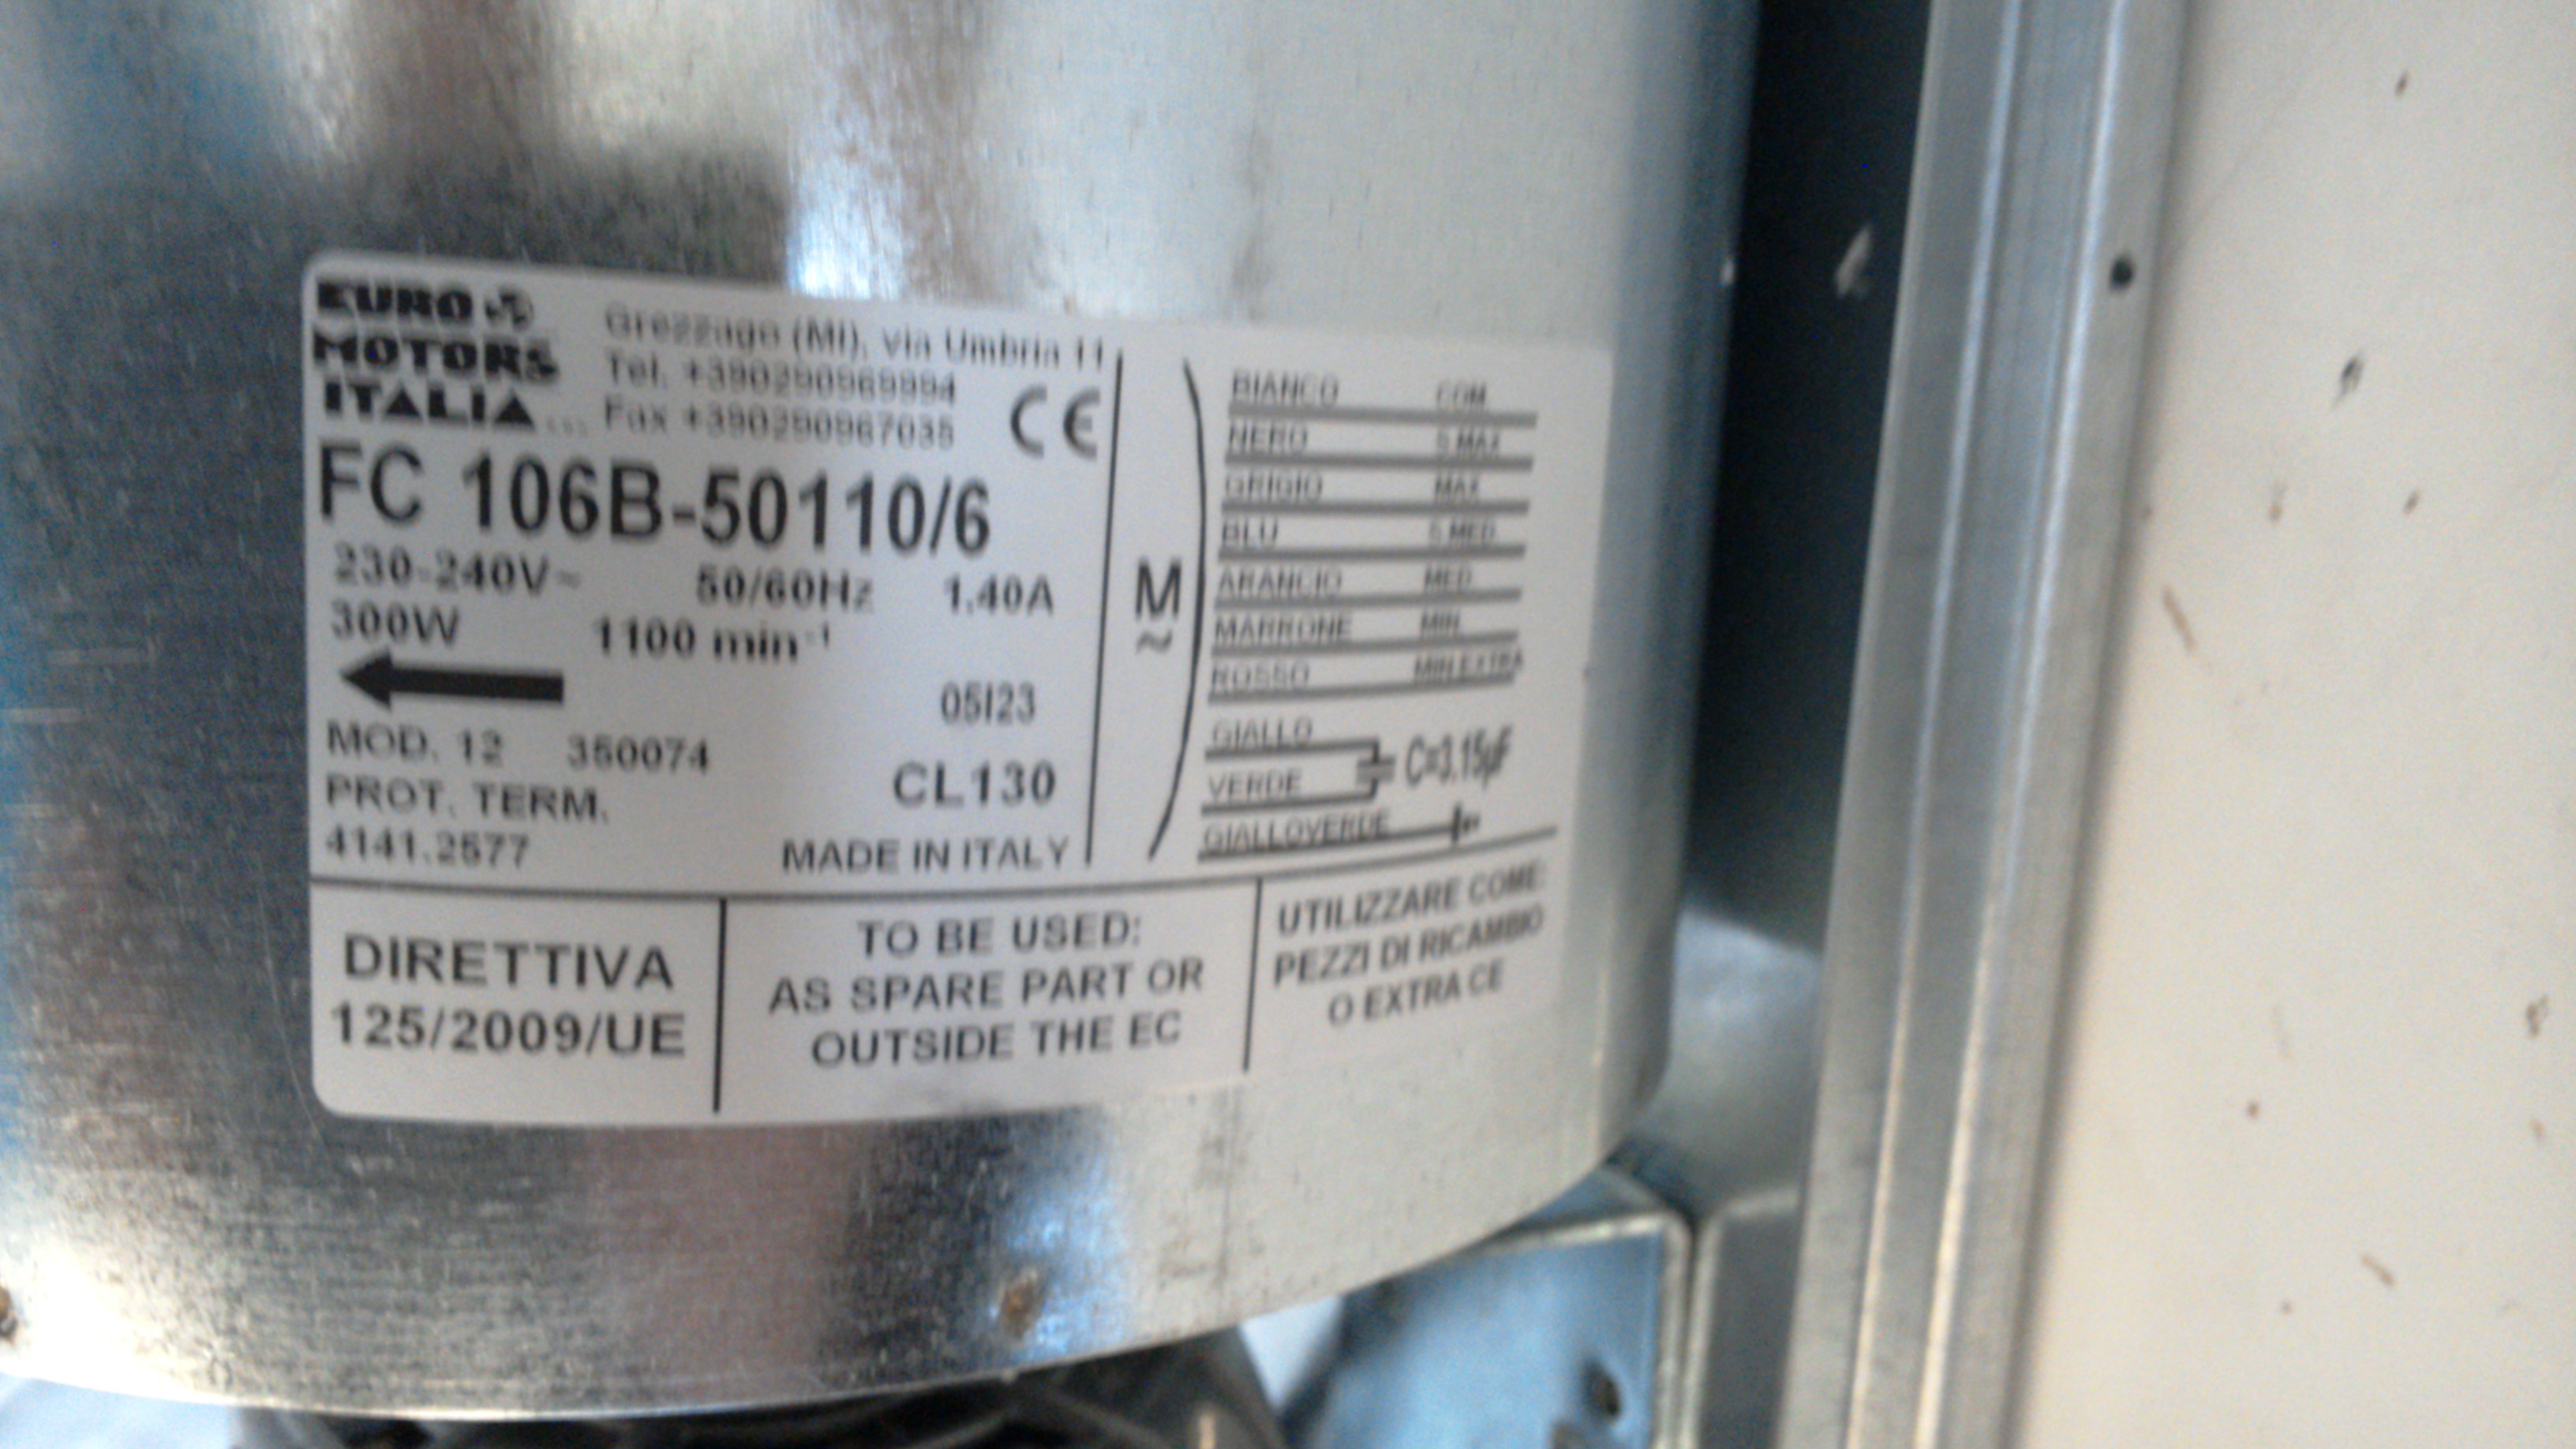 EURO
MOTORS
ITALIA
Grezzago (MI), via Umbria 11
Tel. +390290969994
Fax +390290967035
CE
FC 106B-50110/6
230-240V~ 50/60Hz 1.40A
300W 1100 min⁻¹
05I23
MOD. 12 350074
CL130
PROT. TERM.
4141.2577
MADE IN ITALY
M
~
BIANCO COM
NERO S.MAX
GRIGIO MAX
BLU S.MED
ARANCIO MED
MARRONE MIN
ROSSO MIN EXTRA
GIALLO
C=3.15µF
VERDE
GIALLOVERDE
DIRETTIVA
125/2009/UE
TO BE USED:
AS SPARE PART OR
OUTSIDE THE EC
UTILIZZARE COME:
PEZZI DI RICAMBIO
O EXTRA CE